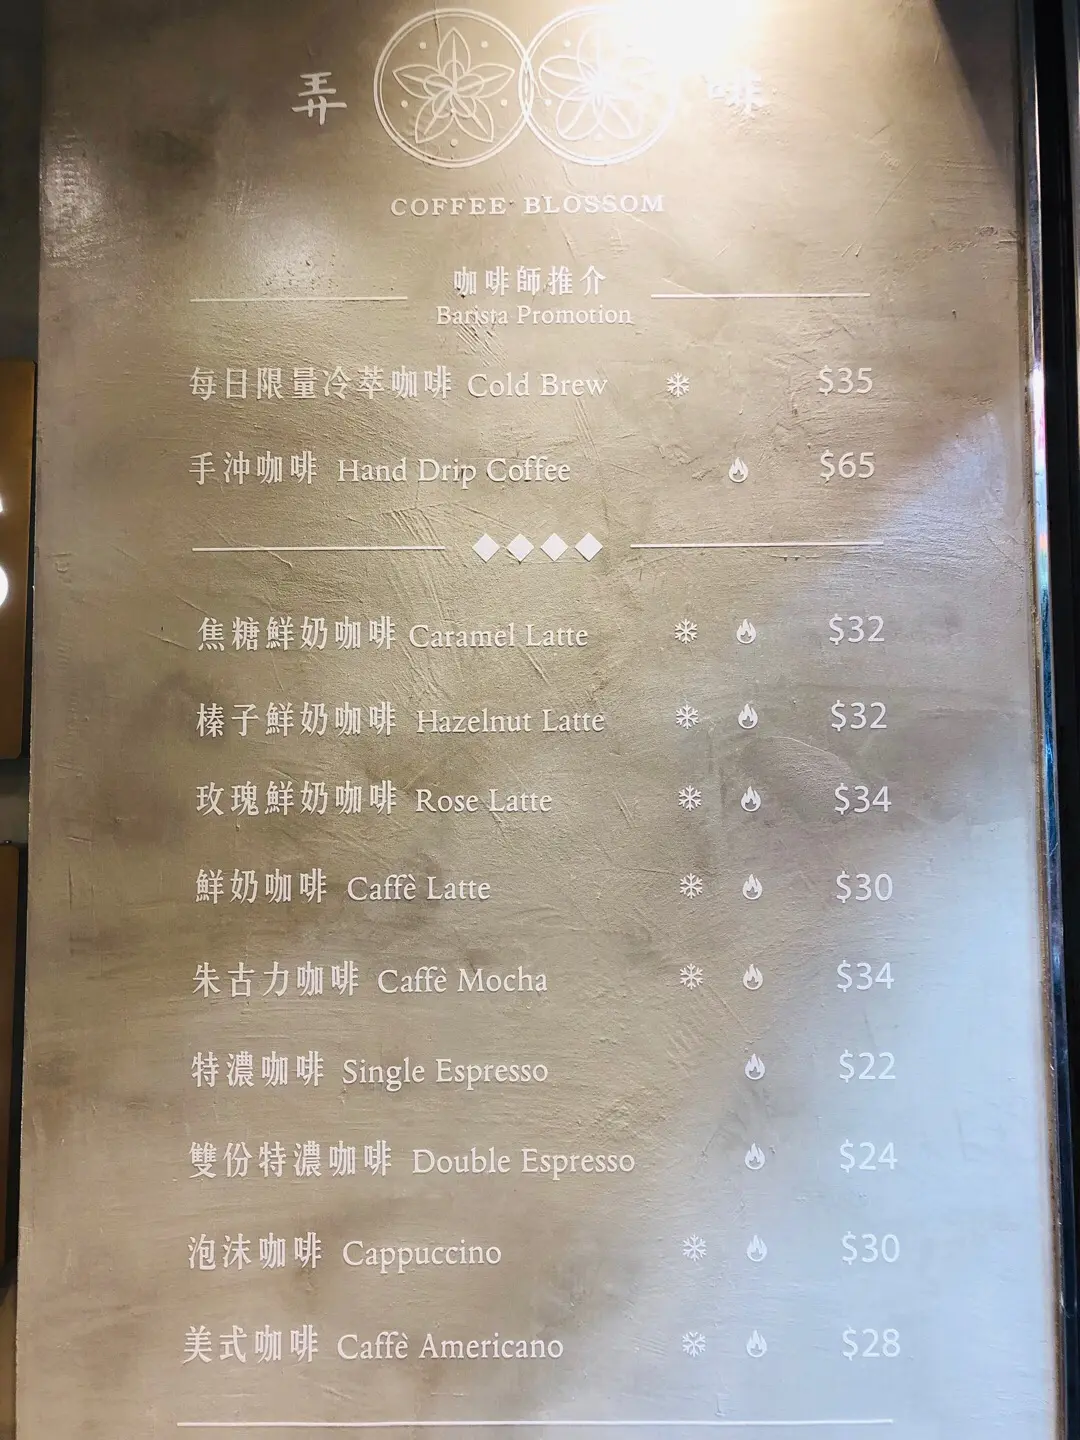 弄 啡
COFFEE BLOSSOM
咖啡師推介
Barista Promotion
每日限量冷萃咖啡 Cold Brew $35
手沖咖啡 Hand Drip Coffee $65
焦糖鮮奶咖啡 Caramel Latte $32
榛子鮮奶咖啡 Hazelnut Latte $32
玫瑰鮮奶咖啡 Rose Latte $34
鮮奶咖啡 Caffè Latte $30
朱古力咖啡 Caffè Mocha $34
特濃咖啡 Single Espresso $22
雙份特濃咖啡 Double Espresso $24
泡沫咖啡 Cappuccino $30
美式咖啡 Caffè Americano $28